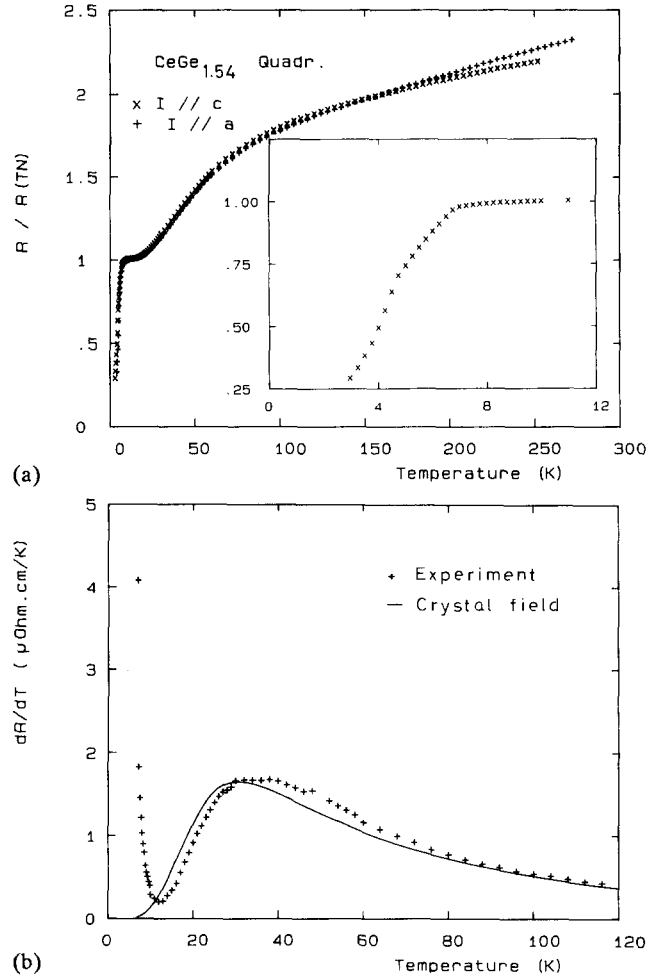 2.5
CeGe1.54 Quadr.
× I // c
+ I // a
2
1.5
1
.5
0
R / R(TN)
1.00
.75
.50
.25
0 4 8 12
0 50 100 150 200 250 300
(a) Temperature (K)
5
+ Experiment
— Crystal field
4
3
2
1
0
dR/dT ( µOhm.cm/K)
0 20 40 60 80 100 120
(b) Temperature (K)